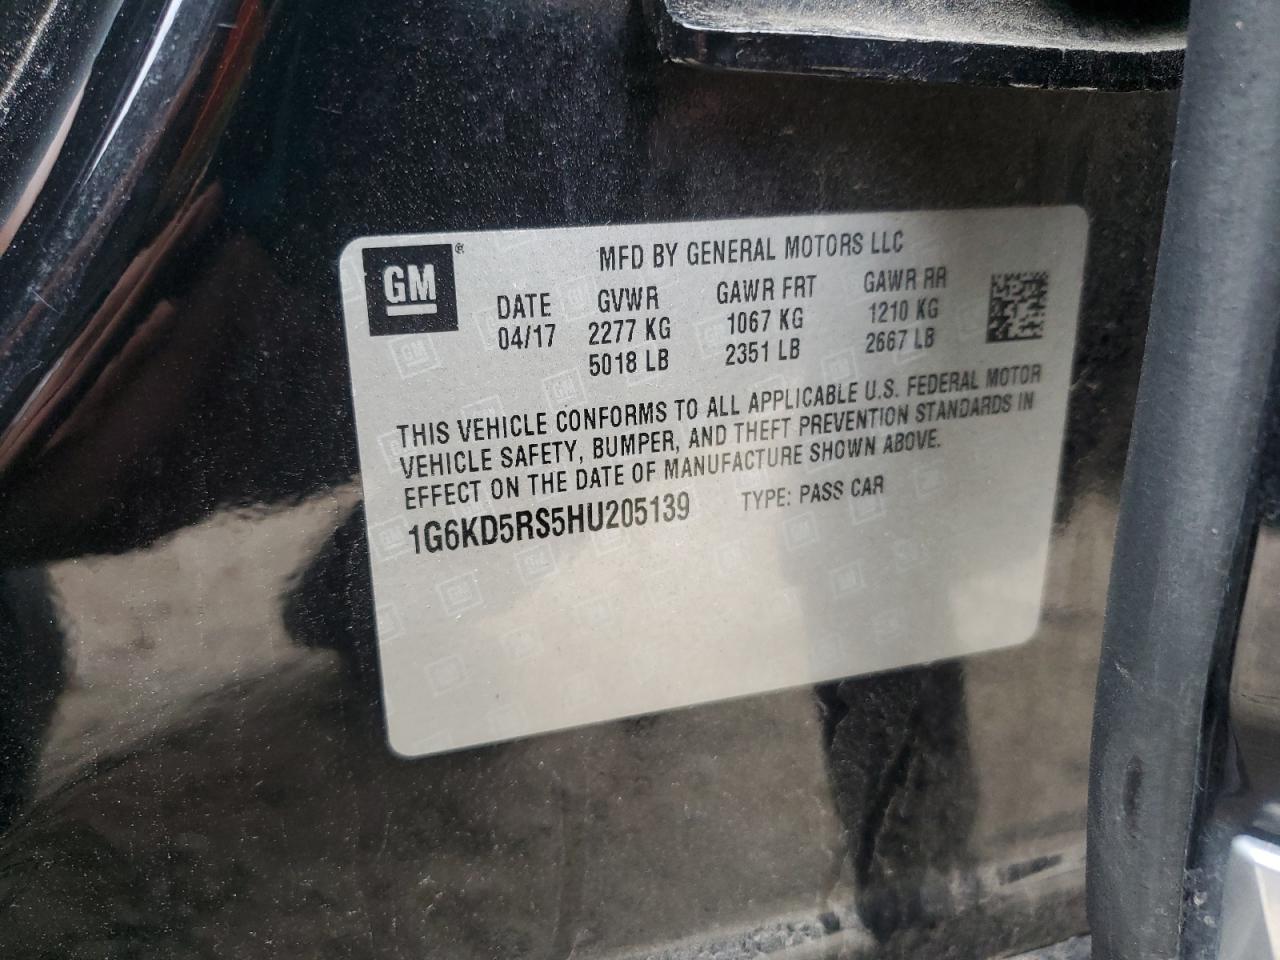 GM®
MFD BY GENERAL MOTORS LLC
DATE GVWR GAWR FRT GAWR RR
04/17 2277 KG 1067 KG 1210 KG
5018 LB 2351 LB 2667 LB
THIS VEHICLE CONFORMS TO ALL APPLICABLE U.S. FEDERAL MOTOR
VEHICLE SAFETY, BUMPER, AND THEFT PREVENTION STANDARDS IN
EFFECT ON THE DATE OF MANUFACTURE SHOWN ABOVE.
1G6KD5RS5HU205139 TYPE: PASS CAR